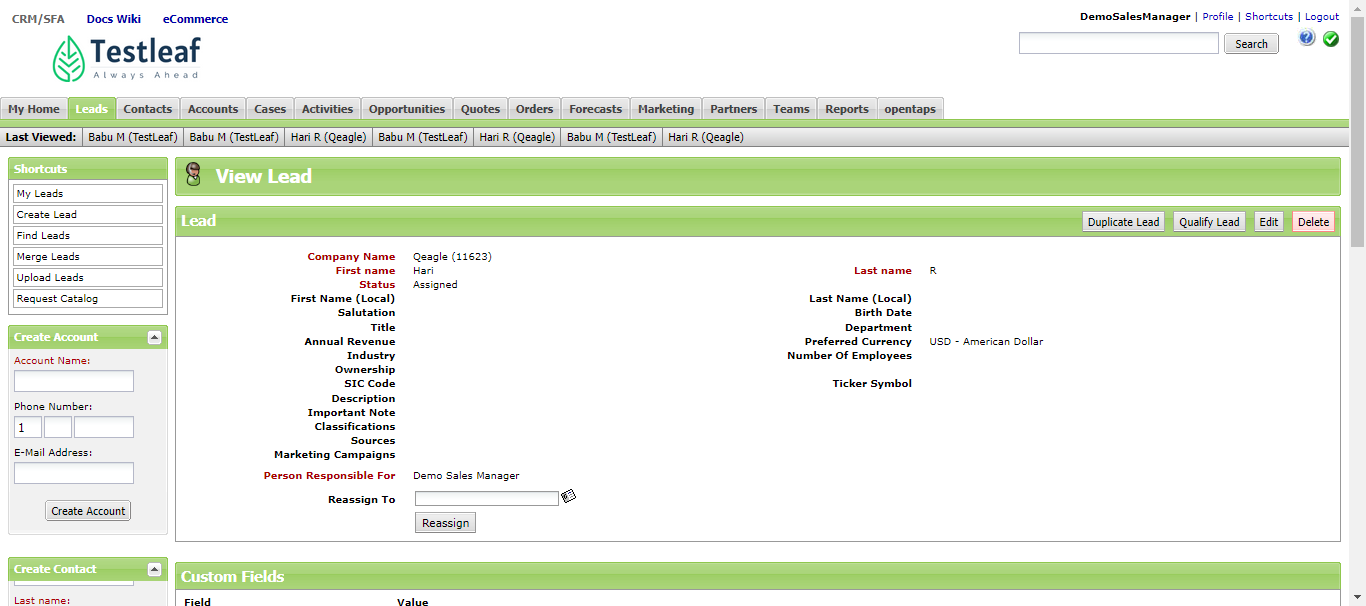 CRM/SFA Docs Wiki eCommerce
DemoSalesManager | Profile | Shortcuts | Logout
Testleaf
Always Ahead
Search
My Home Leads Contacts Accounts Cases Activities Opportunities Quotes Orders Forecasts Marketing Partners Teams Reports opentaps
Last Viewed: Babu M (TestLeaf) Babu M (TestLeaf) Hari R (Qeagle) Babu M (TestLeaf) Hari R (Qeagle) Babu M (TestLeaf) Hari R (Qeagle)
Shortcuts
My Leads
Create Lead
Find Leads
Merge Leads
Upload Leads
Request Catalog
Create Account
Account Name:
Phone Number:
1
E-Mail Address:
Create Account
Create Contact
Last name:
View Lead
Lead Duplicate Lead Qualify Lead Edit Delete
Company Name Qeagle (11623)
First name Hari Last name R
Status Assigned
First Name (Local) Last Name (Local)
Salutation Birth Date
Title Department
Annual Revenue Preferred Currency USD - American Dollar
Industry Number Of Employees
Ownership
SIC Code Ticker Symbol
Description
Important Note
Classifications
Sources
Marketing Campaigns
Person Responsible For Demo Sales Manager
Reassign To
Reassign
Custom Fields
Field Value